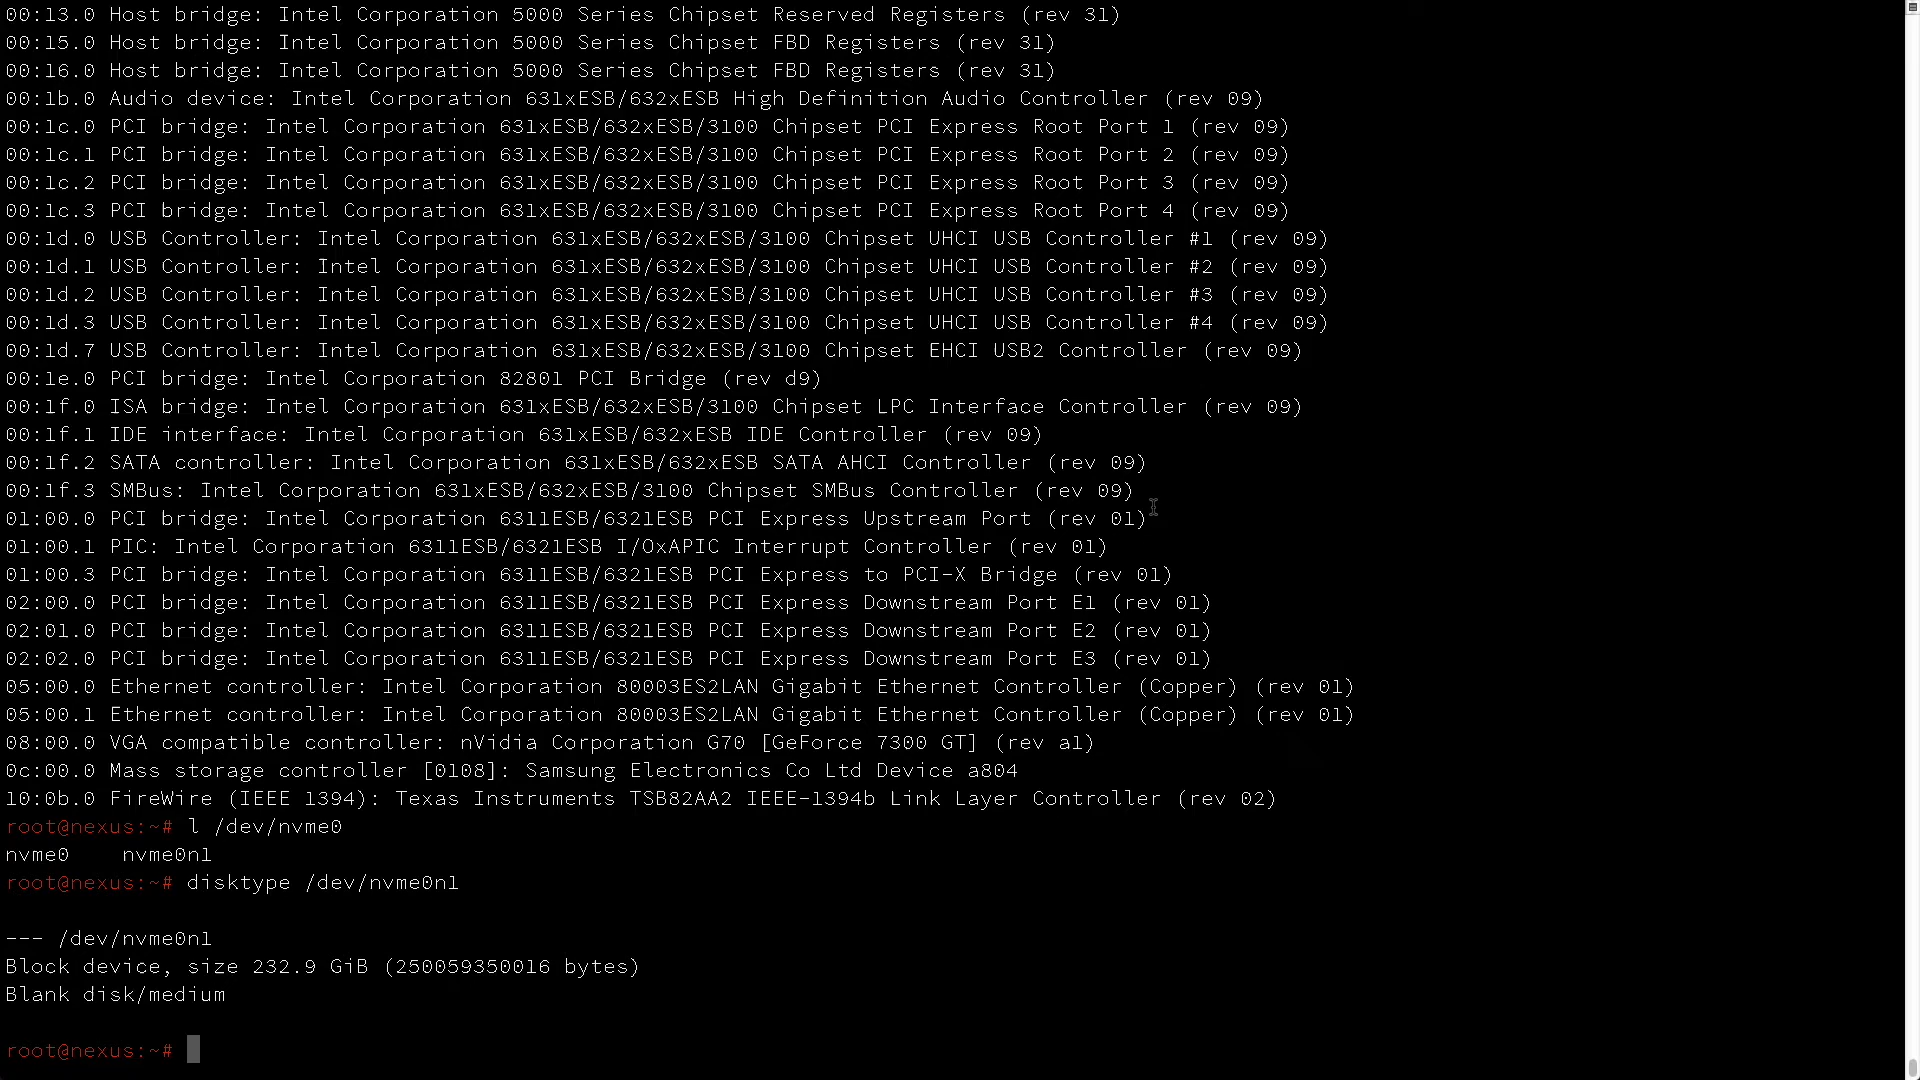 00:13.0 Host bridge: Intel Corporation 5000 Series Chipset Reserved Registers (rev 31)
00:15.0 Host bridge: Intel Corporation 5000 Series Chipset FBD Registers (rev 31)
00:16.0 Host bridge: Intel Corporation 5000 Series Chipset FBD Registers (rev 31)
00:1b.0 Audio device: Intel Corporation 631xESB/632xESB High Definition Audio Controller (rev 09)
00:1c.0 PCI bridge: Intel Corporation 631xESB/632xESB/3100 Chipset PCI Express Root Port 1 (rev 09)
00:1c.1 PCI bridge: Intel Corporation 631xESB/632xESB/3100 Chipset PCI Express Root Port 2 (rev 09)
00:1c.2 PCI bridge: Intel Corporation 631xESB/632xESB/3100 Chipset PCI Express Root Port 3 (rev 09)
00:1c.3 PCI bridge: Intel Corporation 631xESB/632xESB/3100 Chipset PCI Express Root Port 4 (rev 09)
00:1d.0 USB Controller: Intel Corporation 631xESB/632xESB/3100 Chipset UHCI USB Controller #1 (rev 09)
00:1d.1 USB Controller: Intel Corporation 631xESB/632xESB/3100 Chipset UHCI USB Controller #2 (rev 09)
00:1d.2 USB Controller: Intel Corporation 631xESB/632xESB/3100 Chipset UHCI USB Controller #3 (rev 09)
00:1d.3 USB Controller: Intel Corporation 631xESB/632xESB/3100 Chipset UHCI USB Controller #4 (rev 09)
00:1d.7 USB Controller: Intel Corporation 631xESB/632xESB/3100 Chipset EHCI USB2 Controller (rev 09)
00:1e.0 PCI bridge: Intel Corporation 82801 PCI Bridge (rev d9)
00:1f.0 ISA bridge: Intel Corporation 631xESB/632xESB/3100 Chipset LPC Interface Controller (rev 09)
00:1f.1 IDE interface: Intel Corporation 631xESB/632xESB IDE Controller (rev 09)
00:1f.2 SATA controller: Intel Corporation 631xESB/632xESB SATA AHCI Controller (rev 09)
00:1f.3 SMBus: Intel Corporation 631xESB/632xESB/3100 Chipset SMBus Controller (rev 09)
01:00.0 PCI bridge: Intel Corporation 6311ESB/6321ESB PCI Express Upstream Port (rev 01)
01:00.1 PIC: Intel Corporation 6311ESB/6321ESB I/OxAPIC Interrupt Controller (rev 01)
01:00.3 PCI bridge: Intel Corporation 6311ESB/6321ESB PCI Express to PCI-X Bridge (rev 01)
02:00.0 PCI bridge: Intel Corporation 6311ESB/6321ESB PCI Express Downstream Port E1 (rev 01)
02:01.0 PCI bridge: Intel Corporation 6311ESB/6321ESB PCI Express Downstream Port E2 (rev 01)
02:02.0 PCI bridge: Intel Corporation 6311ESB/6321ESB PCI Express Downstream Port E3 (rev 01)
05:00.0 Ethernet controller: Intel Corporation 80003ES2LAN Gigabit Ethernet Controller (Copper) (rev 01)
05:00.1 Ethernet controller: Intel Corporation 80003ES2LAN Gigabit Ethernet Controller (Copper) (rev 01)
08:00.0 VGA compatible controller: nVidia Corporation G70 [GeForce 7300 GT] (rev a1)
0c:00.0 Mass storage controller [0108]: Samsung Electronics Co Ltd Device a804
10:0b.0 FireWire (IEEE 1394): Texas Instruments TSB82AA2 IEEE-1394b Link Layer Controller (rev 02)
root@nexus:~# l /dev/nvme0
nvme0    nvme0n1
root@nexus:~# disktype /dev/nvme0n1
--- /dev/nvme0n1
Block device, size 232.9 GiB (250059350016 bytes)
Blank disk/medium
root@nexus:~#